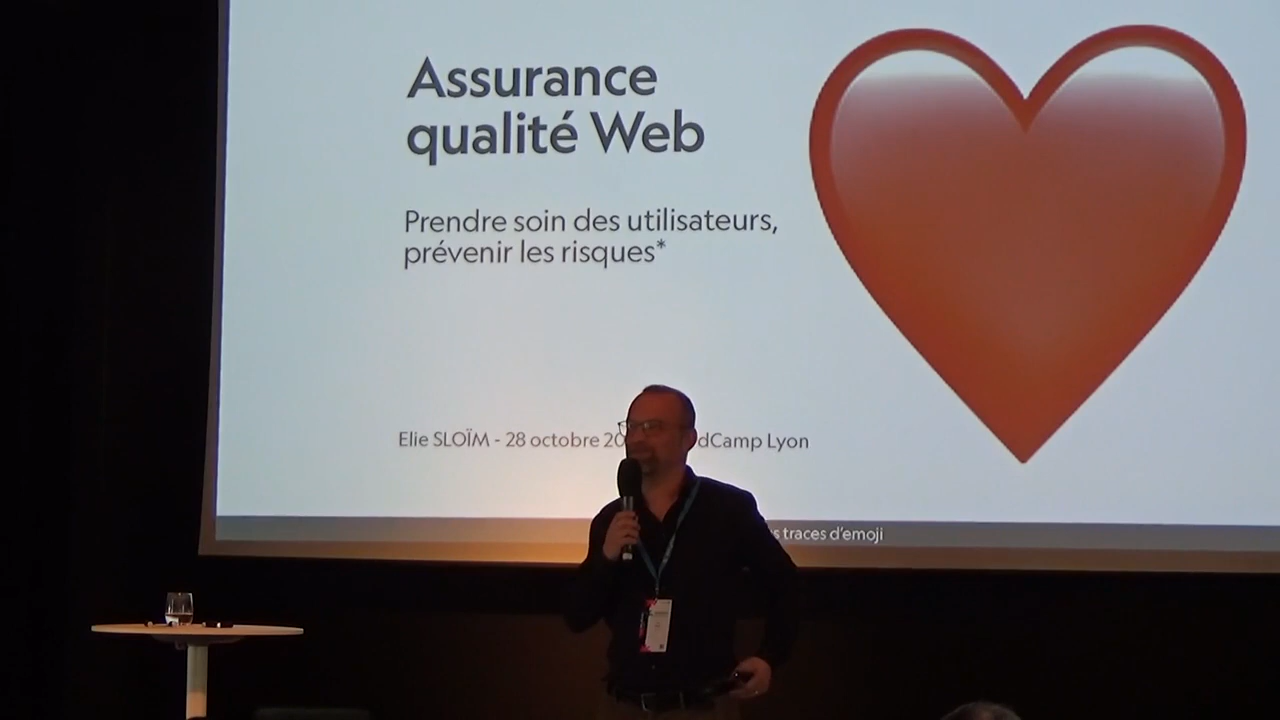 Assurance
qualité Web
Prendre soin des utilisateurs,
prévenir les risques*
Elie SLOÏM - 28 octobre 20 dCamp Lyon
s traces d'emoji